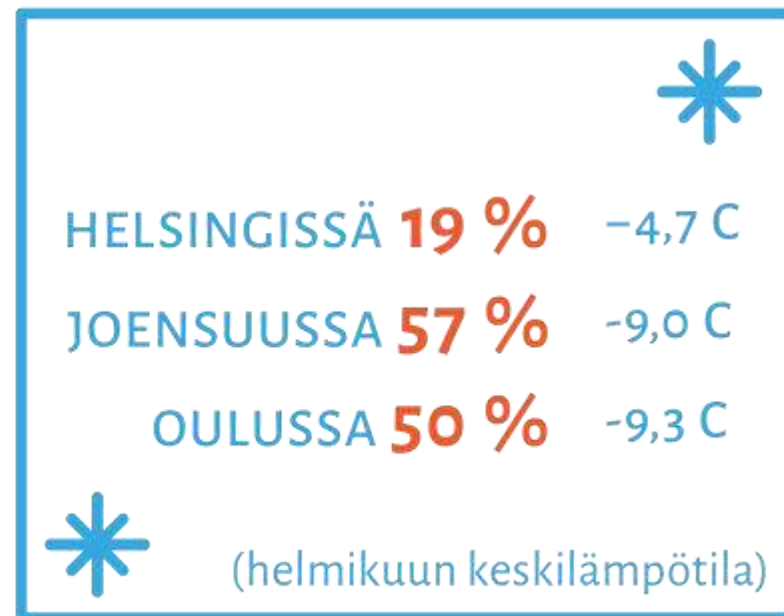 HELSINGISSÄ 19 % –4,7 C
JOENSUUSSA 57 % -9,0 C
OULUSSA 50 % -9,3 C
(helmikuun keskilämpötila)